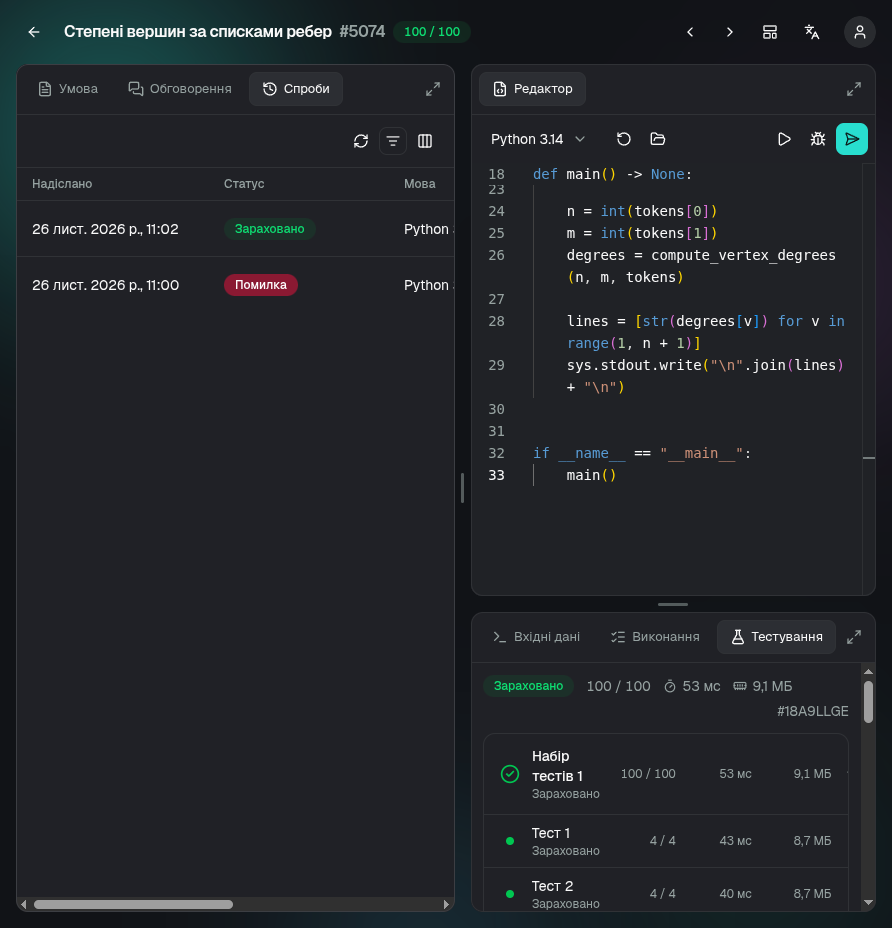 Степені вершин за списками ребер #5074 100 / 100
Умова Обговорення Спроби
Надіслано Статус Мова
26 лист. 2026 р., 11:02 Зараховано Python
26 лист. 2026 р., 11:00 Помилка Python
Редактор
Python 3.14
18 def main() -> None:
23
24 n = int(tokens[0])
25 m = int(tokens[1])
26 degrees = compute_vertex_degrees
(n, m, tokens)
27
28 lines = [str(degrees[v]) for v in
range(1, n + 1)]
29 sys.stdout.write("\n".join(lines)
+ "\n")
30
31
32 if __name__ == "__main__":
33 main()
Вхідні дані Виконання Тестування
Зараховано 100 / 100 53 мс 9,1 МБ
#18A9LLGE
Набір
тестів 1 100 / 100 53 мс 9,1 МБ
Зараховано
Тест 1 4 / 4 43 мс 8,7 МБ
Зараховано
Тест 2 4 / 4 40 мс 8,7 МБ
Зараховано